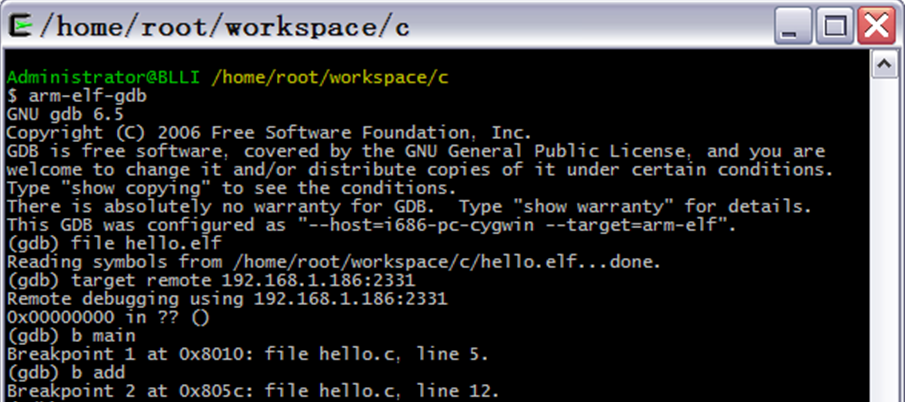 /home/root/workspace/c
Administrator@BLLI /home/root/workspace/c
$ arm-elf-gdb
GNU gdb 6.5
Copyright (C) 2006 Free Software Foundation, Inc.
GDB is free software, covered by the GNU General Public License, and you are
welcome to change it and/or distribute copies of it under certain conditions.
Type "show copying" to see the conditions.
There is absolutely no warranty for GDB.  Type "show warranty" for details.
This GDB was configured as "--host=i686-pc-cygwin --target=arm-elf".
(gdb) file hello.elf
Reading symbols from /home/root/workspace/c/hello.elf...done.
(gdb) target remote 192.168.1.186:2331
Remote debugging using 192.168.1.186:2331
0x00000000 in ?? ()
(gdb) b main
Breakpoint 1 at 0x8010: file hello.c, line 5.
(gdb) b add
Breakpoint 2 at 0x805c: file hello.c, line 12.